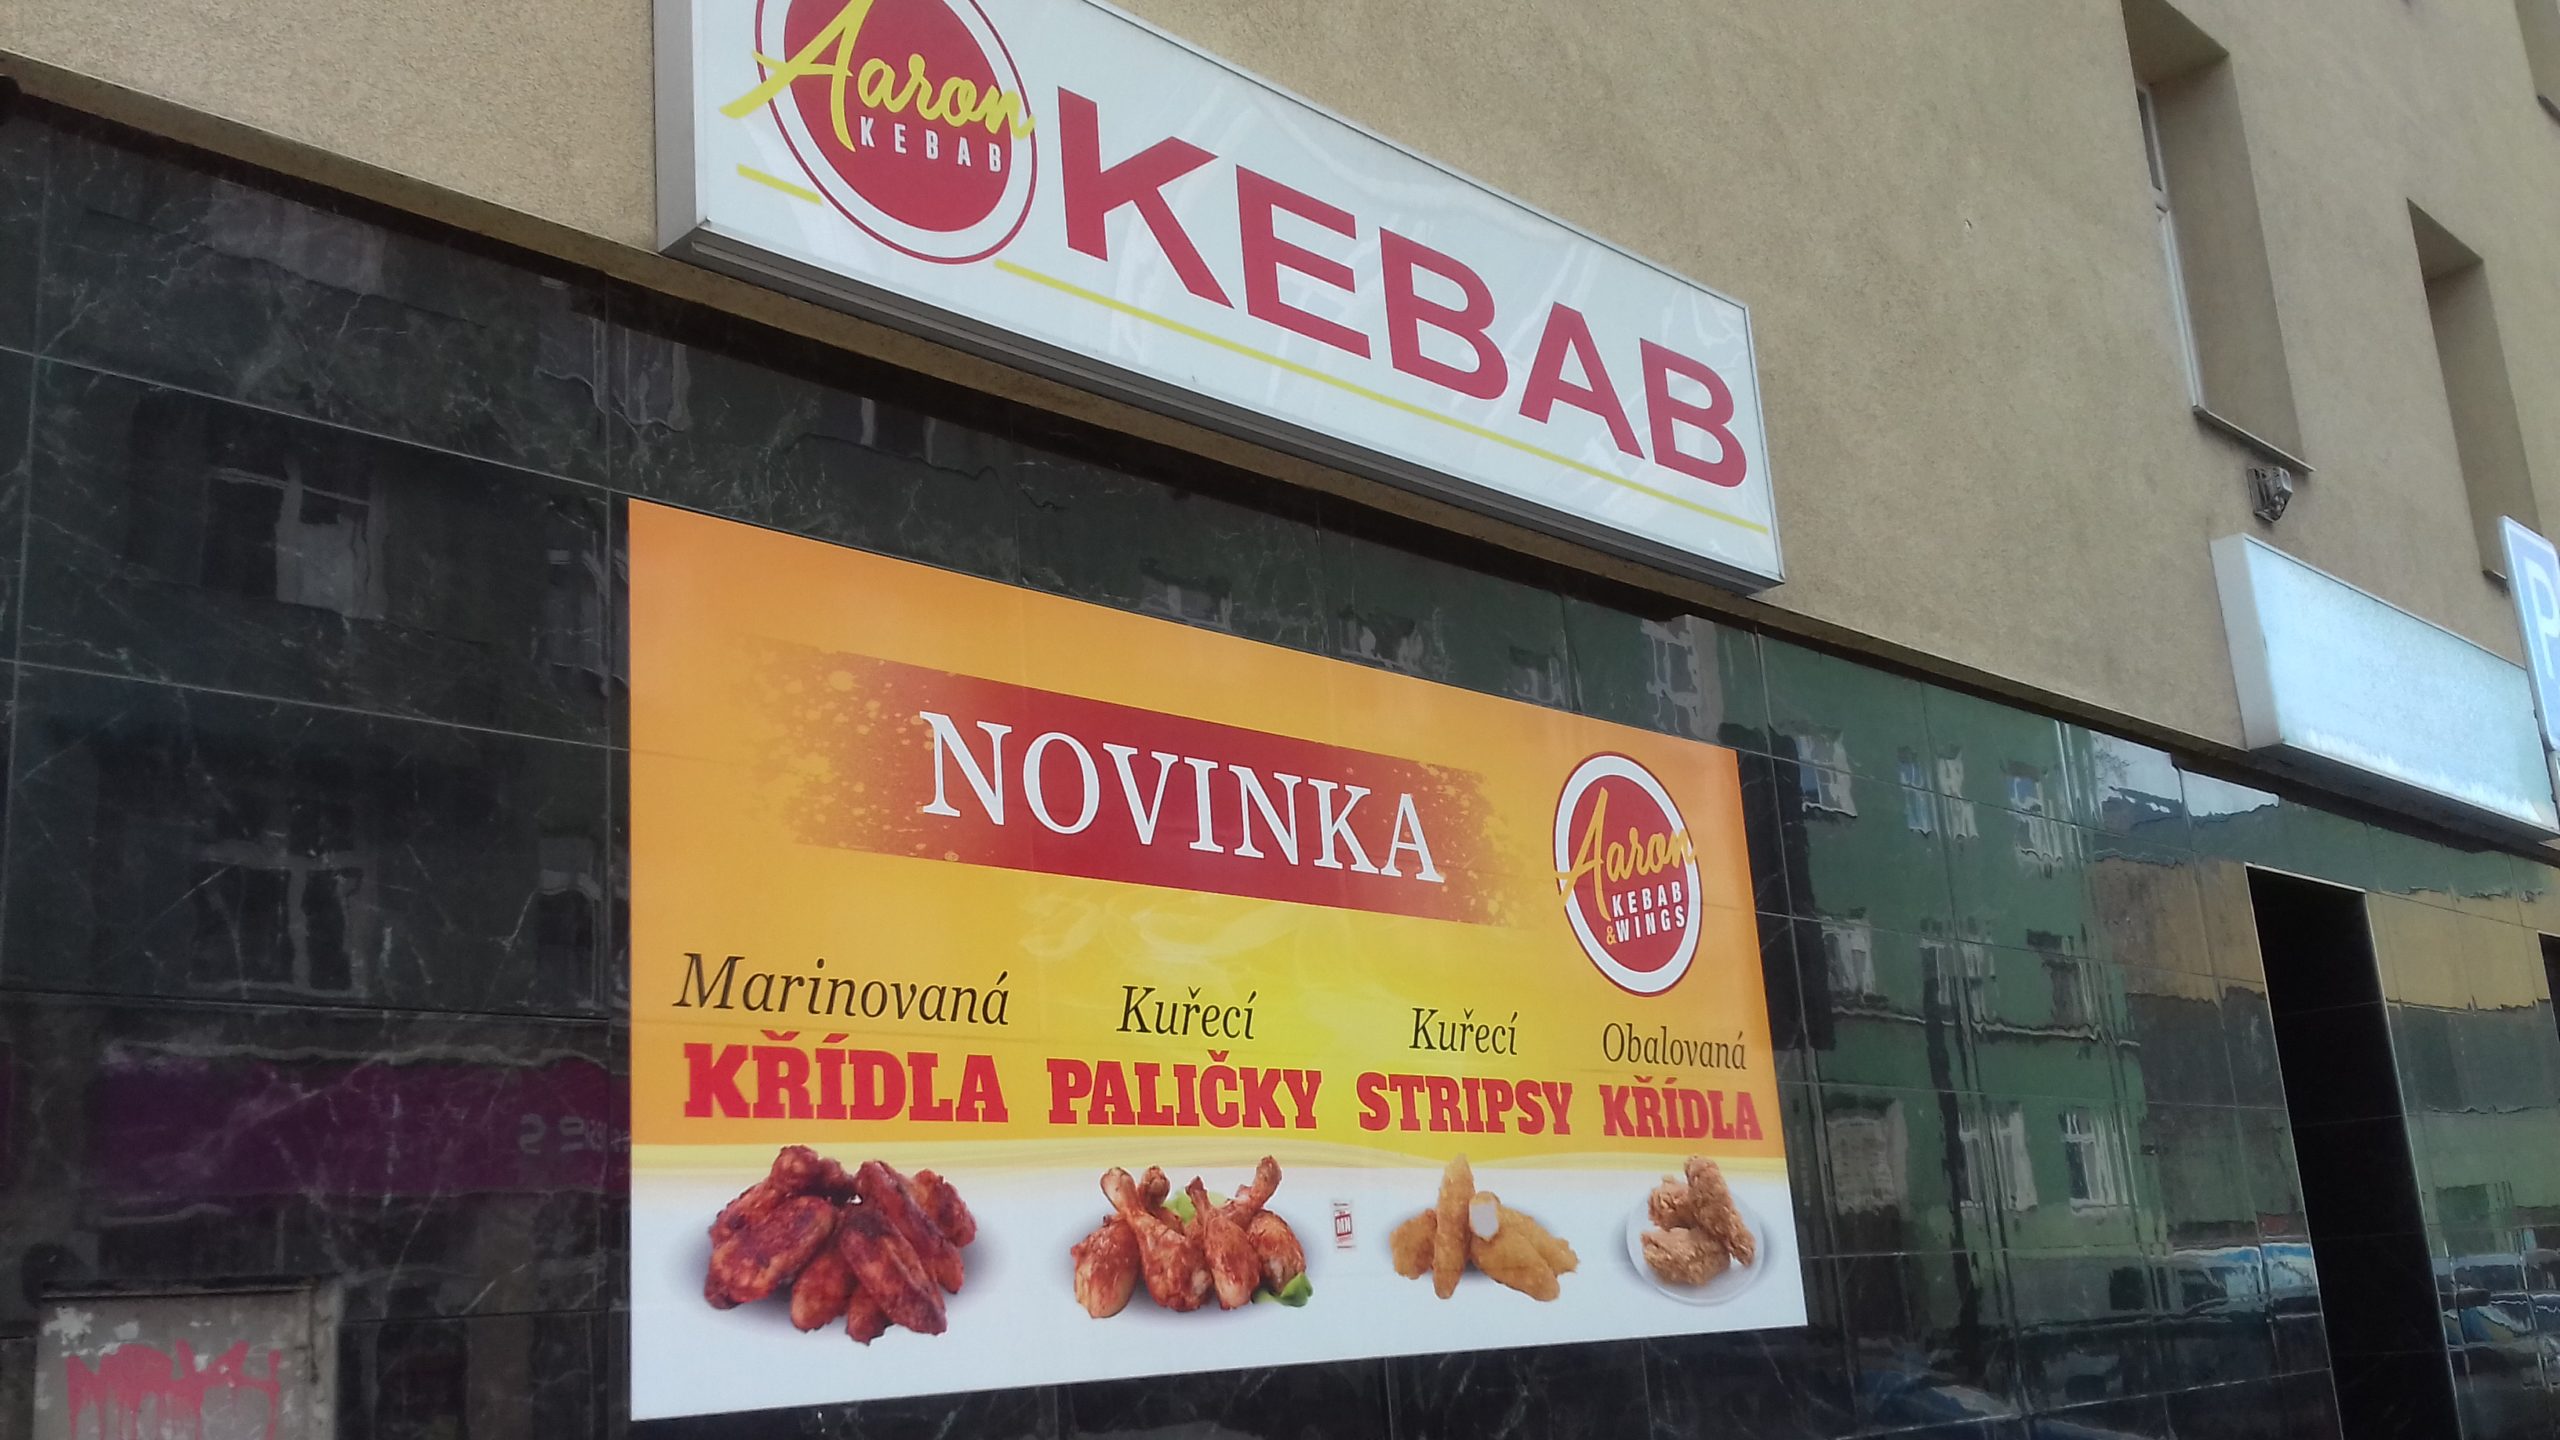 Aaron
KEBAB
KEBAB
NOVINKA
Aaron
KEBAB
& WINGS
Marinovaná
KŘÍDLA
Kuřecí
PALIČKY
Kuřecí
STRIPSY
Obalovaná
KŘÍDLA
P